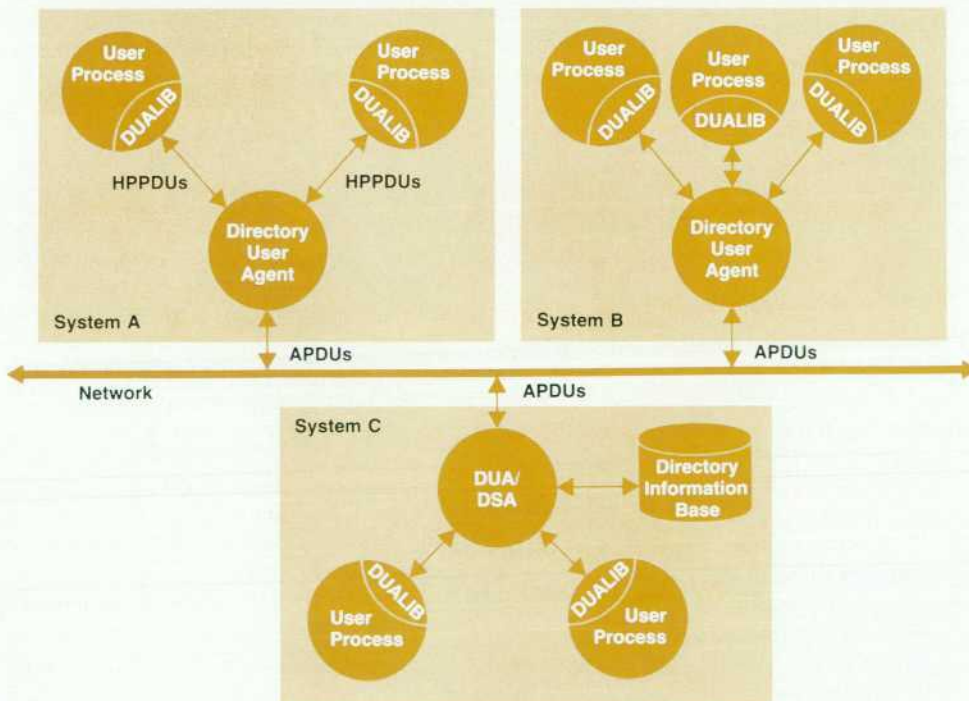 User
Process
DUALIB
User
Process
DUALIB
HPPDUs
HPPDUs
Directory
User
Agent
System A
APDUs
User
Process
DUALIB
User
Process
DUALIB
User
Process
DUALIB
Directory
User
Agent
System B
APDUs
Network
APDUs
System C
DUA/
DSA
Directory
Information
Base
DUALIB
User
Process
DUALIB
User
Process